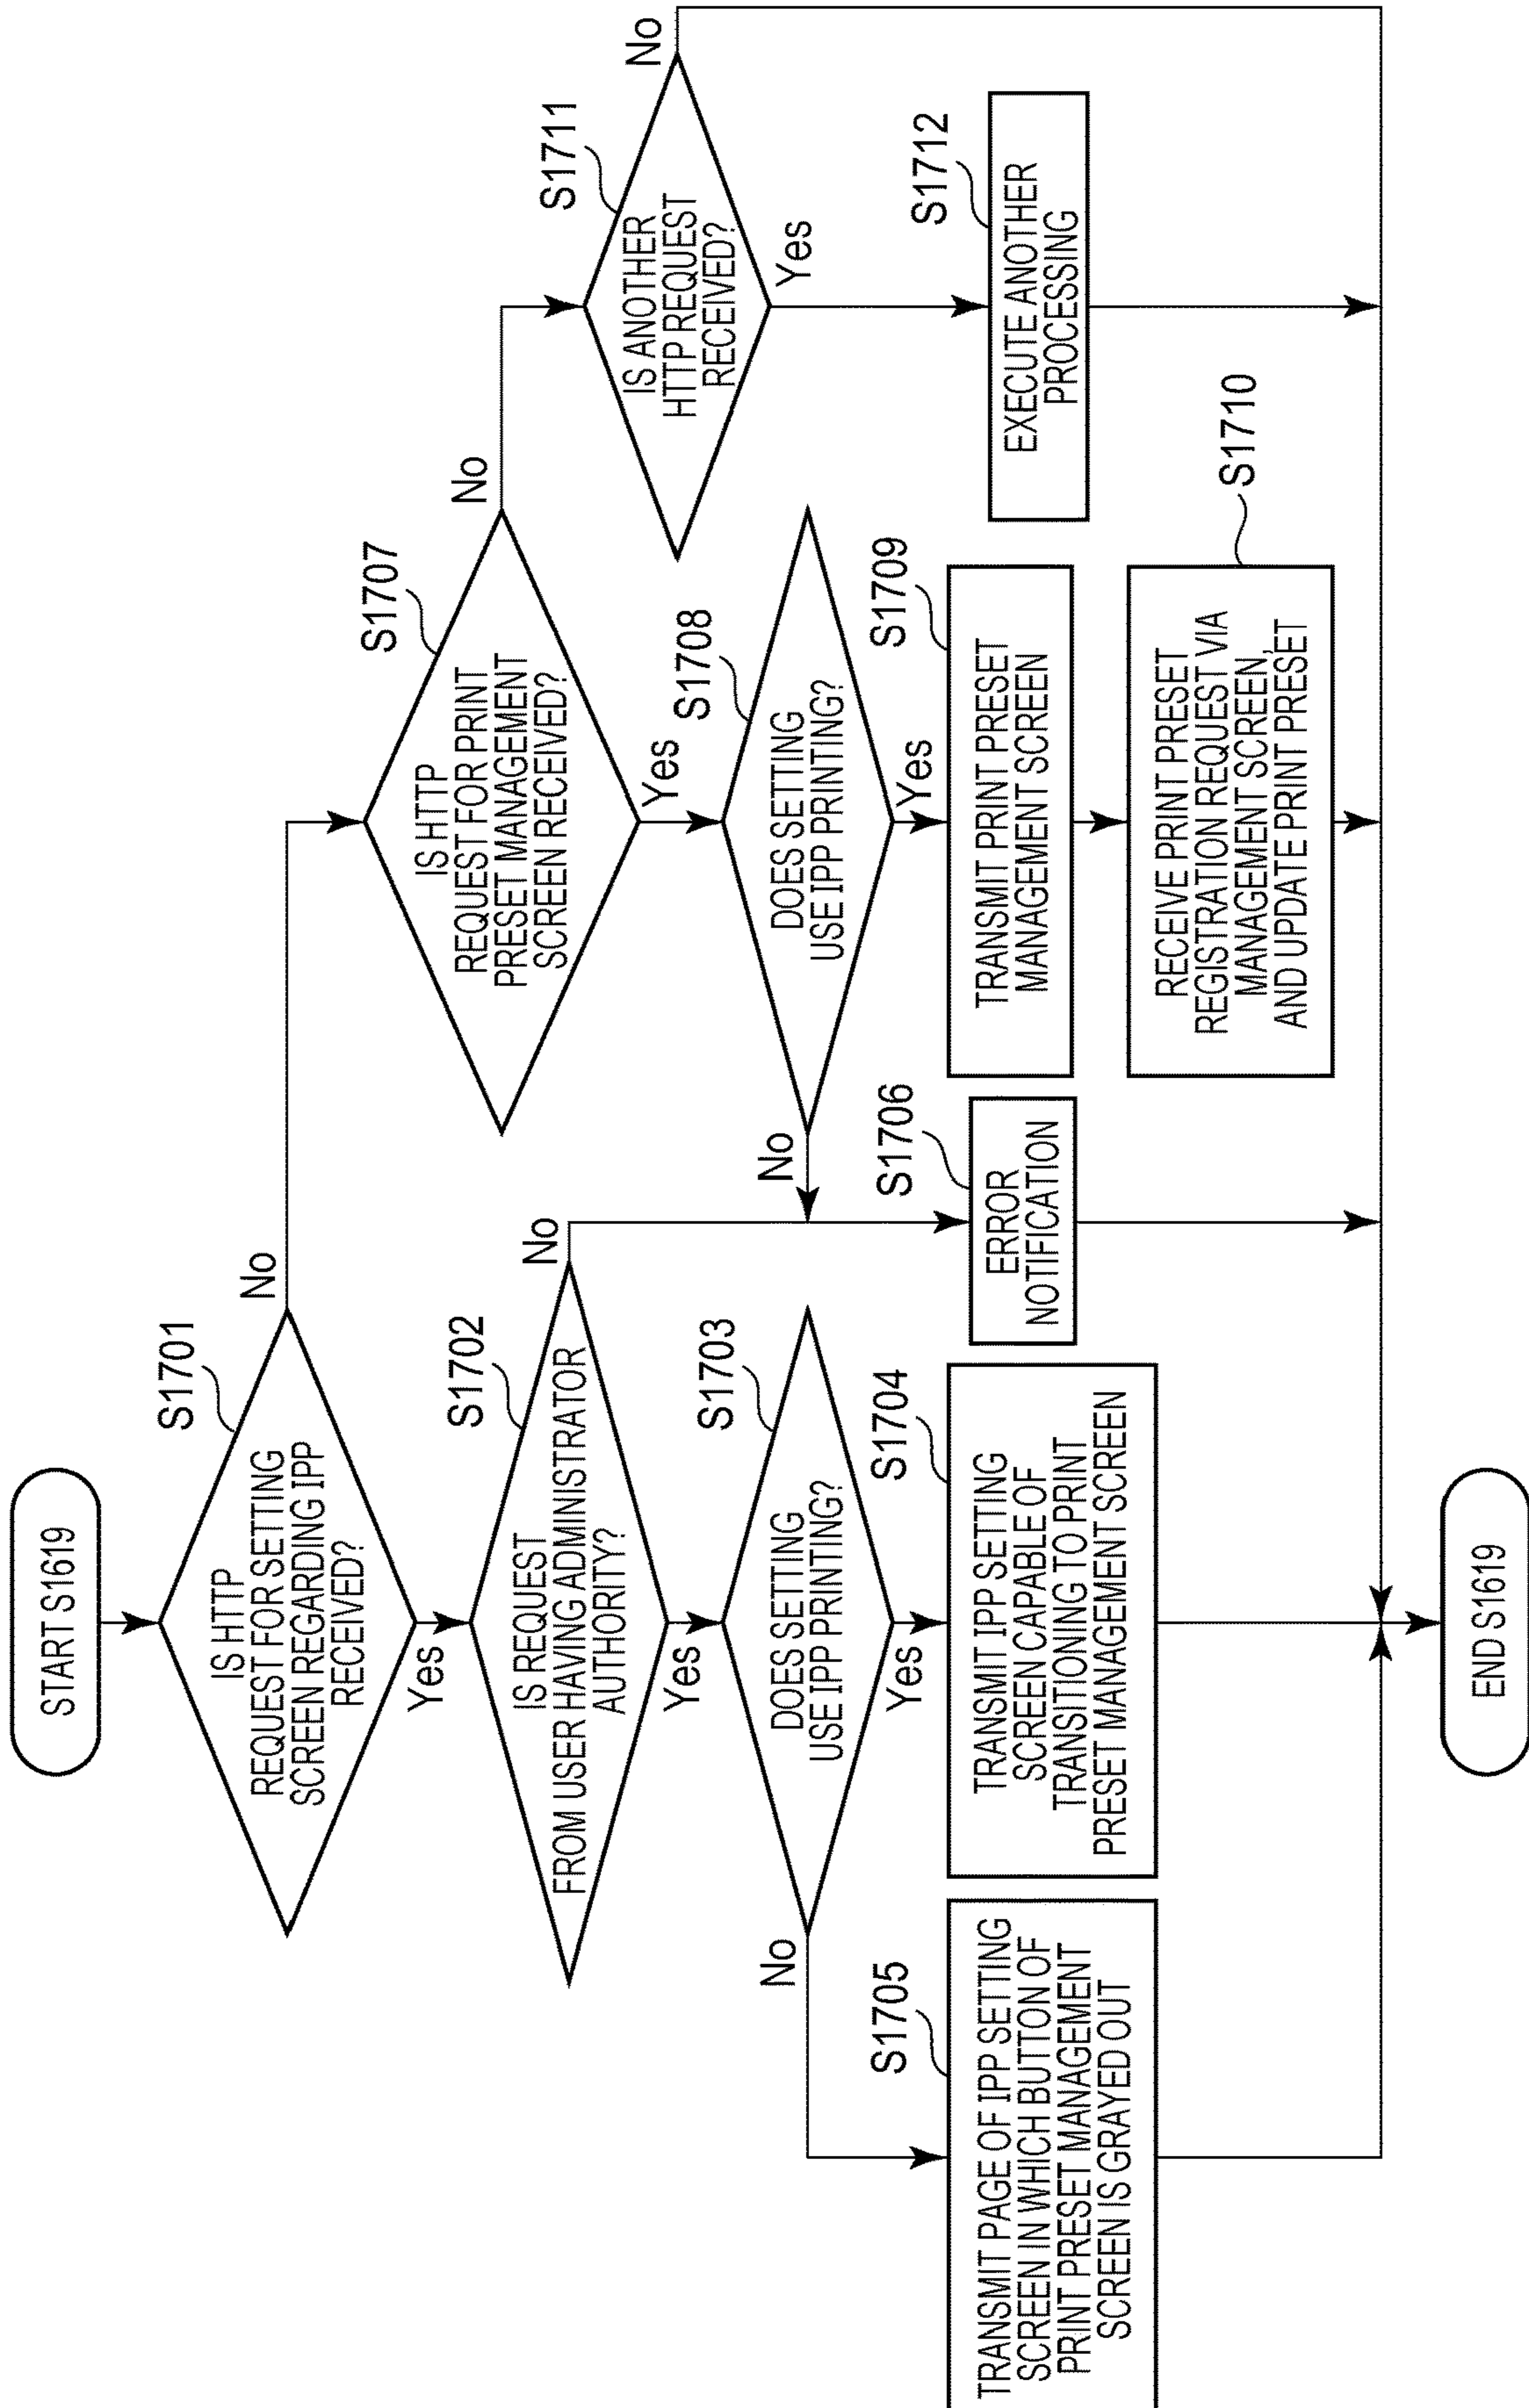 START S1619
S1701
IS HTTP
REQUEST FOR SETTING
SCREEN REGARDING IPP
RECEIVED?
No
Yes
S1702
IS REQUEST
FROM USER HAVING ADMINISTRATOR
AUTHORITY?
No
Yes
S1703
DOES SETTING
USE IPP PRINTING?
No
Yes
S1704
TRANSMIT IPP SETTING
SCREEN CAPABLE OF
TRANSITIONING TO PRINT
PRESET MANAGEMENT SCREEN
S1705
TRANSMIT PAGE OF IPP SETTING
SCREEN IN WHICH BUTTON OF
PRINT PRESET MANAGEMENT
SCREEN IS GRAYED OUT
S1706
ERROR
NOTIFICATION
S1707
IS HTTP
REQUEST FOR PRINT
PRESET MANAGEMENT
SCREEN RECEIVED?
No
Yes
S1708
DOES SETTING
USE IPP PRINTING?
No
Yes
S1709
TRANSMIT PRINT PRESET
MANAGEMENT SCREEN
S1710
RECEIVE PRINT PRESET
REGISTRATION REQUEST VIA
MANAGEMENT SCREEN,
AND UPDATE PRINT PRESET
S1711
IS ANOTHER
HTTP REQUEST
RECEIVED?
No
Yes
S1712
EXECUTE ANOTHER
PROCESSING
END S1619